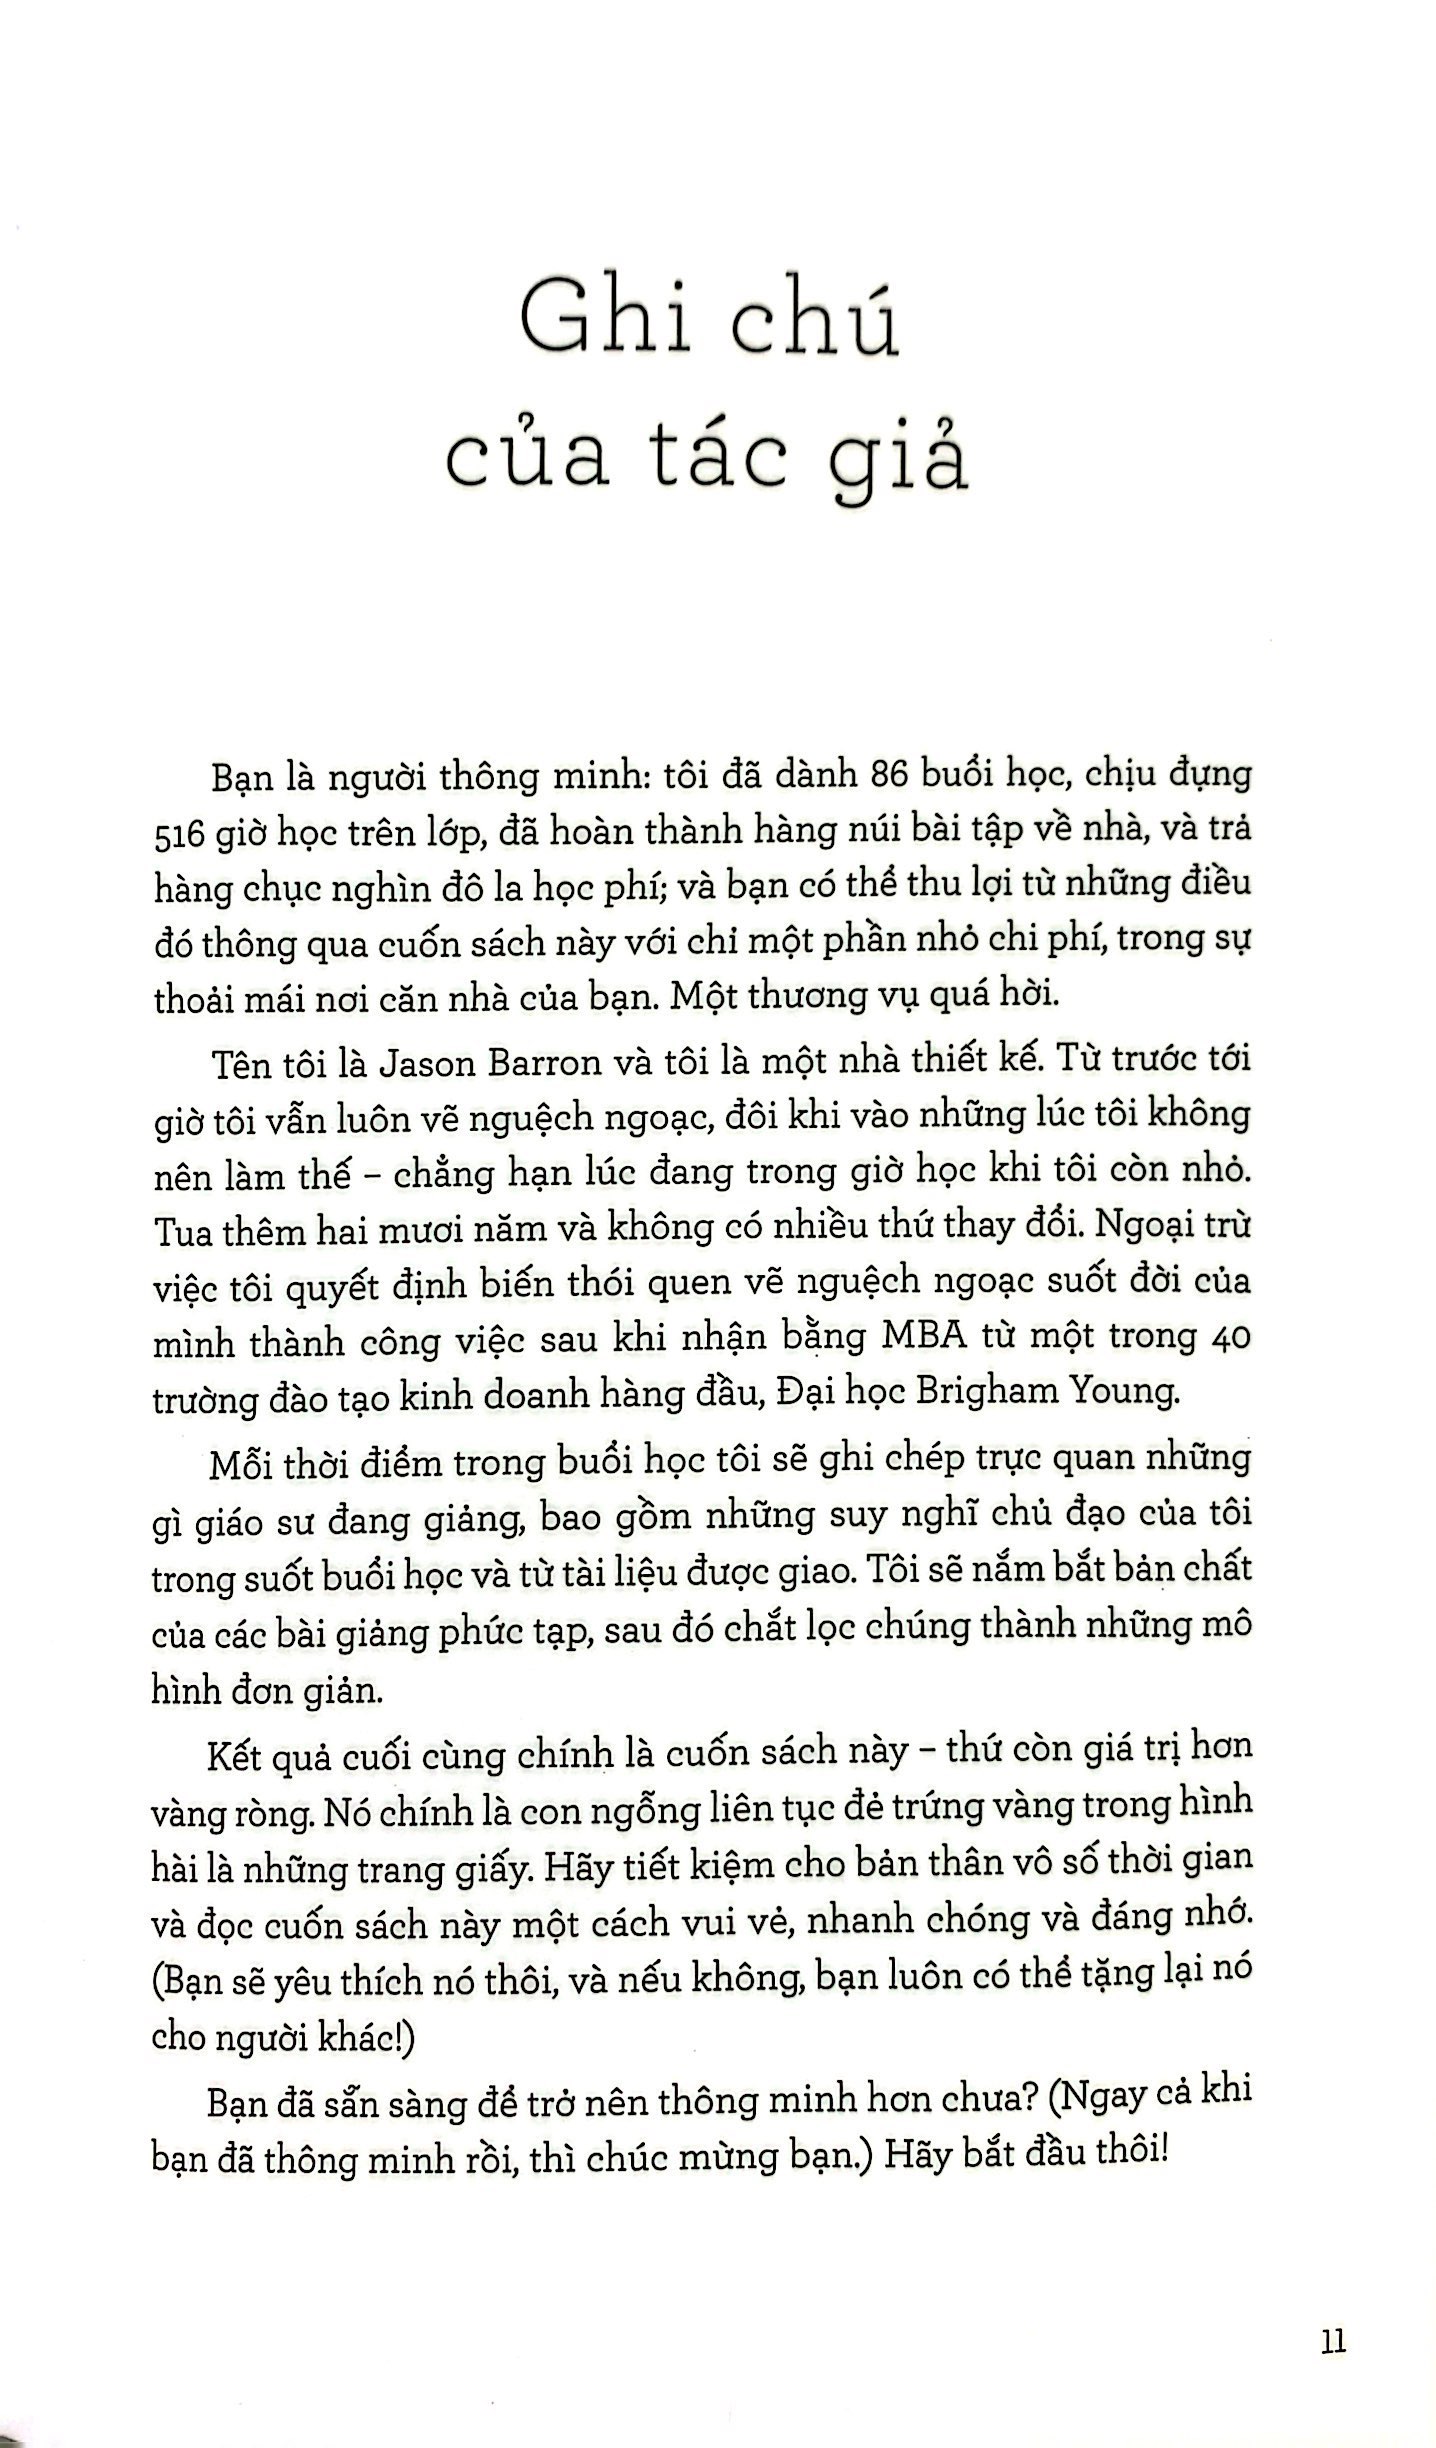 Ghi chú
của tác giả
Bạn là người thông minh: tôi đã dành 86 buổi học, chịu đựng
516 giờ học trên lớp, đã hoàn thành hàng núi bài tập về nhà, và trả
hàng chục nghìn đô la học phí; và bạn có thể thu lợi từ những điều
đó thông qua cuốn sách này với chỉ một phần nhỏ chi phí, trong sự
thoải mái nơi căn nhà của bạn. Một thương vụ quá hời.
Tên tôi là Jason Barron và tôi là một nhà thiết kế. Từ trước tới
giờ tôi vẫn luôn vẽ nguệch ngoạc, đôi khi vào những lúc tôi không
nên làm thế – chẳng hạn lúc đang trong giờ học khi tôi còn nhỏ.
Tua thêm hai mươi năm và không có nhiều thứ thay đổi. Ngoại trừ
việc tôi quyết định biến thói quen vẽ nguệch ngoạc suốt đời của
mình thành công việc sau khi nhận bằng MBA từ một trong 40
trường đào tạo kinh doanh hàng đầu, Đại học Brigham Young.
Mỗi thời điểm trong buổi học tôi sẽ ghi chép trực quan những
gì giáo sư đang giảng, bao gồm những suy nghĩ chủ đạo của tôi
trong suốt buổi học và từ tài liệu được giao. Tôi sẽ nắm bắt bản chất
của các bài giảng phức tạp, sau đó chắt lọc chúng thành những mô
hình đơn giản.
Kết quả cuối cùng chính là cuốn sách này – thứ còn giá trị hơn
vàng ròng. Nó chính là con ngỗng liên tục đẻ trứng vàng trong hình
hài là những trang giấy. Hãy tiết kiệm cho bản thân vô số thời gian
và đọc cuốn sách này một cách vui vẻ, nhanh chóng và đáng nhớ.
(Bạn sẽ yêu thích nó thôi, và nếu không, bạn luôn có thể tặng lại nó
cho người khác!)
Bạn đã sẵn sàng để trở nên thông minh hơn chưa? (Ngay cả khi
bạn đã thông minh rồi, thì chúc mừng bạn.) Hãy bắt đầu thôi!
11